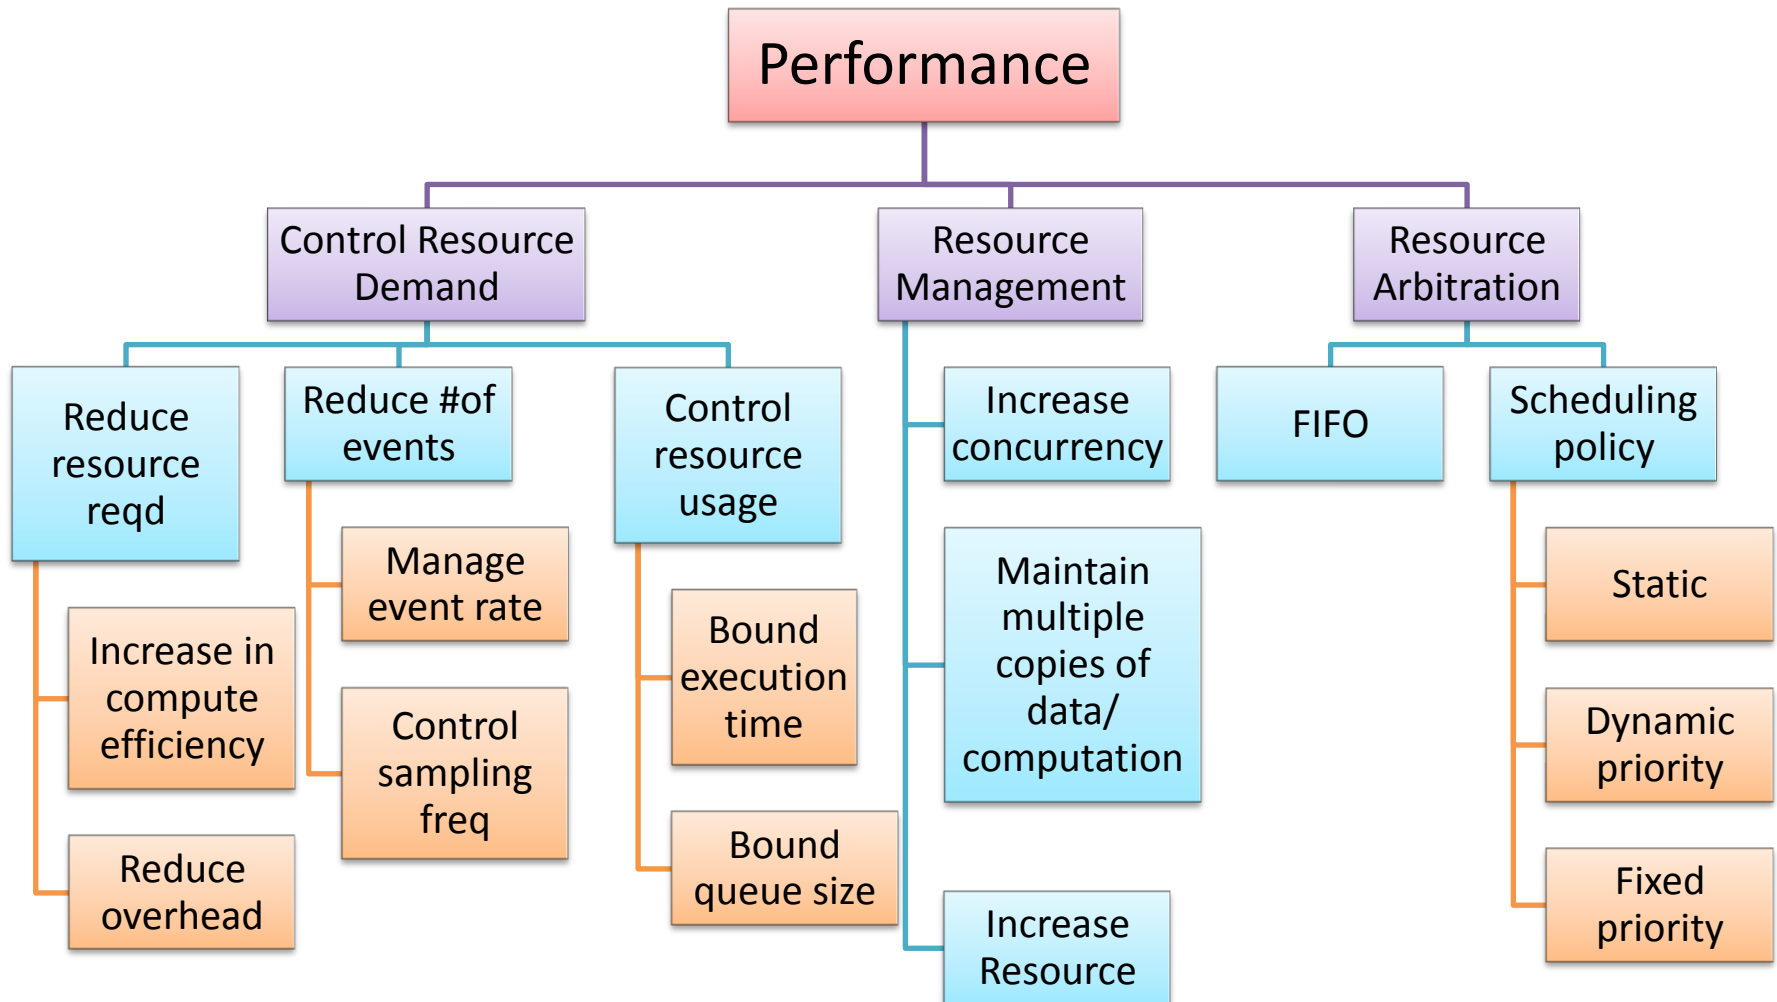 Performance
Control Resource
Demand
Resource
Management
Resource
Arbitration
Reduce
resource
reqd
Increase in
compute
efficiency
Reduce
overhead
Reduce #of
events
Manage
event rate
Control
sampling
freq
Control
resource
usage
Bound
execution
time
Bound
queue size
Increase
concurrency
Maintain
multiple
copies of
data/
computation
Increase
Resource
FIFO
Scheduling
policy
Static
Dynamic
priority
Fixed
priority